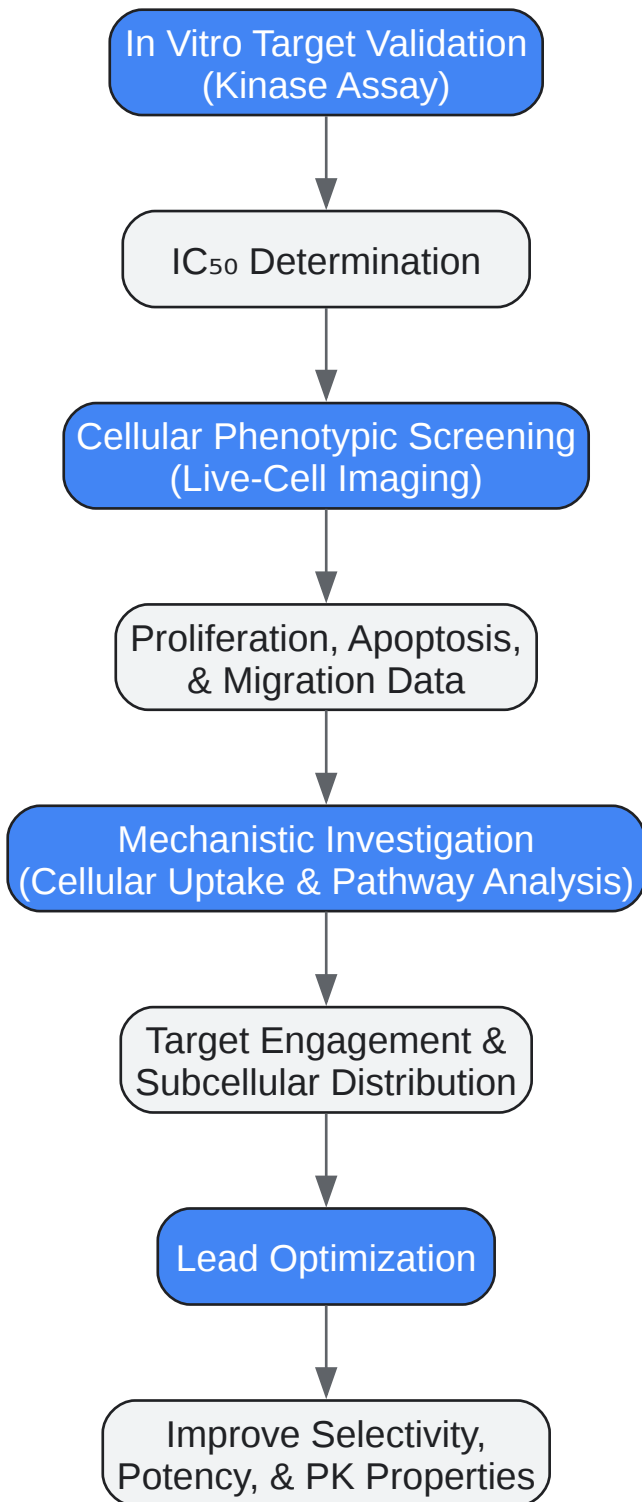 In Vitro Target Validation
(Kinase Assay)
IC₅₀ Determination
Cellular Phenotypic Screening
(Live-Cell Imaging)
Proliferation, Apoptosis,
& Migration Data
Mechanistic Investigation
(Cellular Uptake & Pathway Analysis)
Target Engagement &
Subcellular Distribution
Lead Optimization
Improve Selectivity,
Potency, & PK Properties